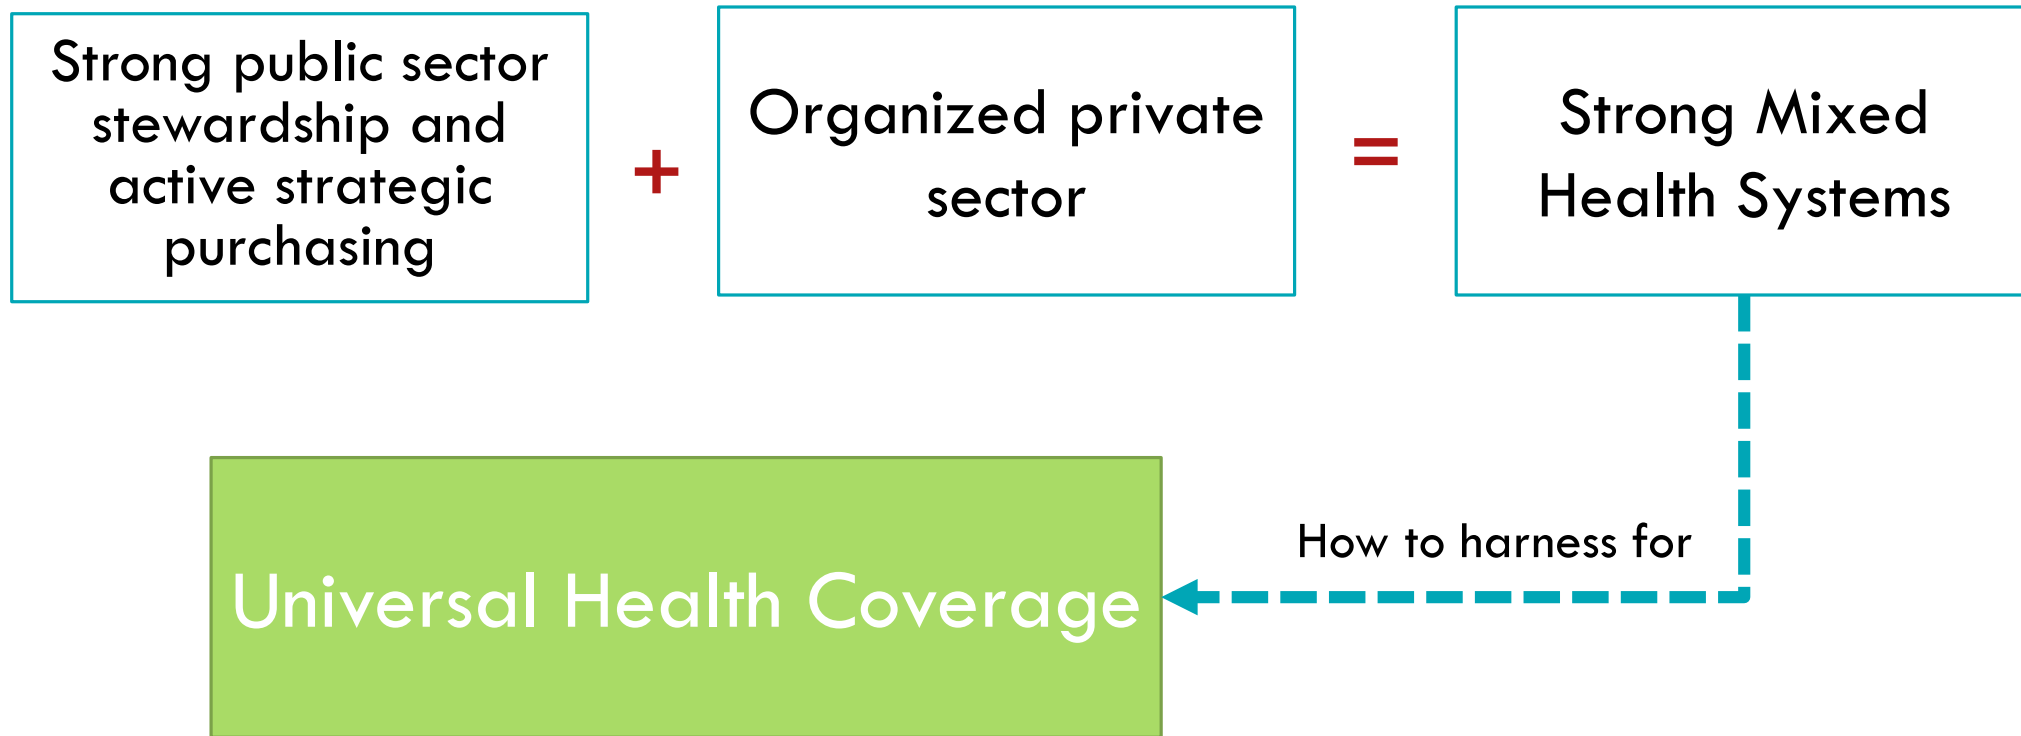 Strong public sector
stewardship and
active strategic
purchasing
+
Organized private
sector
=
Strong Mixed
Health Systems
How to harness for
Universal Health Coverage